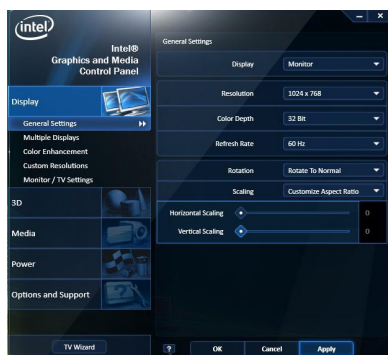 intel
Intel®
Graphics and Media
Control Panel
Display
General Settings
Multiple Displays
Color Enhancement
Custom Resolutions
Monitor / TV Settings
3D
Media
Power
Options and Support
TV Wizard
General Settings
Display Monitor
Resolution 1024 x 768
Color Depth 32 Bit
Refresh Rate 60 Hz
Rotation Rotate To Normal
Scaling Customize Aspect Ratio
Horizontal Scaling 0
Vertical Scaling 0
? OK Cancel Apply